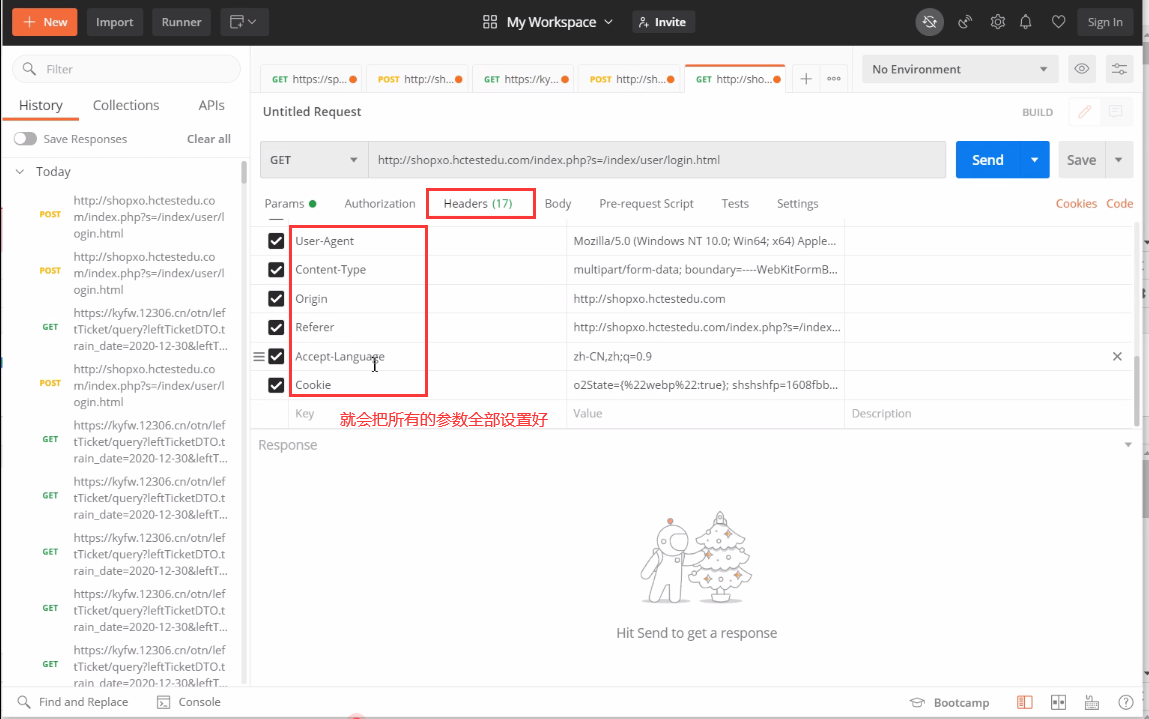 New
Import
Runner
My Workspace
Invite
Sign In
Filter
GET https://sp...
POST http://sh...
GET https://ky...
POST http://sh...
GET http://sho...
No Environment
History
Collections
APIs
Untitled Request
BUILD
Save Responses
Clear all
GET
http://shopxo.hctestedu.com/index.php?s=/index/user/login.html
Send
Save
Today
Params
Authorization
Headers (17)
Body
Pre-request Script
Tests
Settings
Cookies
Code
POST
http://shopxo.hctestedu.co
m/index.php?s=/index/user/l
ogin.html
POST
http://shopxo.hctestedu.co
m/index.php?s=/index/user/l
ogin.html
GET
https://kyfw.12306.cn/otn/lef
tTicket/query?leftTicketDTO.t
rain_date=2020-12-30&leftT...
POST
http://shopxo.hctestedu.co
m/index.php?s=/index/user/l
ogin.html
GET
https://kyfw.12306.cn/otn/lef
tTicket/query?leftTicketDTO.t
rain_date=2020-12-30&leftT...
GET
https://kyfw.12306.cn/otn/lef
tTicket/query?leftTicketDTO.t
rain_date=2020-12-30&leftT...
GET
https://kyfw.12306.cn/otn/lef
tTicket/query?leftTicketDTO.t
rain_date=2020-12-30&leftT...
GET
https://kyfw.12306.cn/otn/lef
tTicket/query?leftTicketDTO.t
rain_date=2020-12-30&leftT...
GET
https://kyfw.12306.cn/otn/lef
tTicket/query?leftTicketDTO.t
rain_date=2020-12-30&leftT...
User-Agent
Mozilla/5.0 (Windows NT 10.0; Win64; x64) Apple...
Content-Type
multipart/form-data; boundary=----WebKitFormB...
Origin
http://shopxo.hctestedu.com
Referer
http://shopxo.hctestedu.com/index.php?s=/index...
Accept-Language
zh-CN,zh;q=0.9
Cookie
o2State={%22webp%22:true}; shshshfp=1608fbb...
Key
Value
Description
就会把所有的参数全部设置好
Response
Hit Send to get a response
Find and Replace
Console
Bootcamp